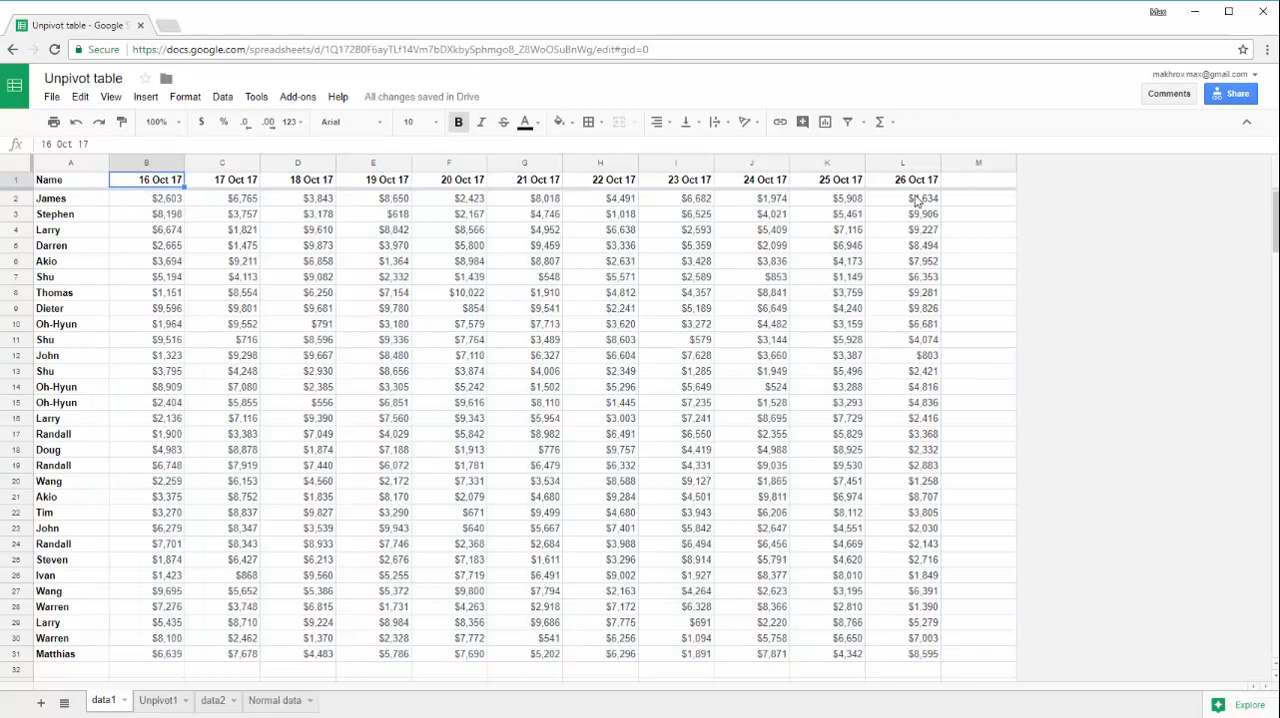 Max
Unpivot table - Google S
Secure
https://docs.google.com/spreadsheets/d/1Q172B0F6ayTLf14Vm7bDXkbySphmgo8_Z8WoOSuBnWg/edit#gid=0
Unpivot table
makhrov.max@gmail.com
File Edit View Insert Format Data Tools Add-ons Help All changes saved in Drive
Comments Share
100% $ % .0 .00 123 Arial 10 B I S A Σ
fx 16 Oct 17
A B C D E F G H I J K L M
1 Name 16 Oct 17 17 Oct 17 18 Oct 17 19 Oct 17 20 Oct 17 21 Oct 17 22 Oct 17 23 Oct 17 24 Oct 17 25 Oct 17 26 Oct 17
2 James $2,603 $6,765 $3,843 $8,650 $2,423 $8,018 $4,491 $6,682 $1,974 $5,908
3 Stephen $8,198 $3,757 $3,178 $618 $2,167 $4,746 $1,018 $6,525 $4,021 $5,461 $9,906
4 Larry $6,674 $1,821 $9,610 $8,842 $8,566 $4,952 $6,638 $2,593 $5,409 $7,116 $9,227
5 Darren $2,665 $1,475 $9,873 $3,970 $5,800 $9,459 $3,336 $5,359 $2,099 $6,946 $8,494
6 Akio $3,694 $9,211 $6,858 $1,364 $8,984 $8,807 $2,631 $3,428 $3,836 $4,173 $7,952
7 Shu $5,194 $4,113 $9,082 $2,332 $1,439 $548 $5,571 $2,589 $853 $1,149 $6,353
8 Thomas $1,151 $8,554 $6,250 $7,154 $10,022 $1,910 $4,812 $4,357 $8,841 $3,759 $9,281
9 Dieter $9,596 $9,801 $9,681 $9,780 $854 $9,541 $2,241 $5,189 $6,649 $4,240 $9,826
10 Oh-Hyun $1,964 $9,552 $791 $3,180 $7,579 $7,713 $3,620 $3,272 $4,482 $3,159 $6,681
11 Shu $9,516 $716 $8,596 $9,336 $7,764 $3,489 $8,603 $579 $3,144 $5,928 $4,074
12 John $1,323 $9,298 $9,667 $8,480 $7,110 $6,327 $6,604 $7,628 $3,660 $3,387 $803
13 Shu $3,795 $4,248 $2,930 $8,656 $3,874 $4,006 $2,349 $1,285 $1,949 $5,496 $2,421
14 Oh-Hyun $8,909 $7,080 $2,385 $3,305 $5,242 $1,502 $5,296 $5,649 $524 $3,288 $4,816
15 Oh-Hyun $2,404 $5,855 $556 $6,851 $9,616 $8,110 $1,445 $7,235 $1,528 $3,293 $4,836
16 Larry $2,136 $7,116 $9,390 $7,560 $9,343 $5,954 $3,003 $7,241 $8,695 $7,729 $2,416
17 Randall $1,900 $3,383 $7,049 $4,029 $5,842 $8,982 $6,491 $6,550 $2,355 $5,829 $3,368
18 Doug $4,983 $8,878 $1,874 $7,188 $1,913 $776 $9,757 $4,419 $4,988 $8,925 $2,332
19 Randall $6,748 $7,919 $7,440 $6,072 $1,781 $6,479 $6,332 $4,331 $9,035 $9,530 $2,883
20 Wang $2,259 $6,153 $4,560 $2,172 $7,331 $3,534 $8,588 $9,127 $1,865 $7,451 $1,258
21 Akio $3,375 $8,752 $1,835 $8,170 $2,079 $4,680 $9,284 $4,501 $9,811 $6,974 $8,707
22 Tim $3,270 $8,837 $9,827 $3,290 $671 $9,499 $4,680 $3,943 $6,206 $8,112 $3,805
23 John $6,279 $8,347 $3,539 $9,943 $640 $5,667 $7,401 $5,842 $2,647 $4,551 $2,030
24 Randall $7,701 $8,343 $8,933 $7,746 $2,368 $2,684 $3,988 $6,494 $6,456 $4,669 $2,143
25 Steven $1,874 $6,427 $6,213 $2,676 $7,183 $1,611 $3,296 $8,914 $5,791 $4,620 $2,716
26 Ivan $1,423 $868 $9,560 $5,255 $7,719 $6,491 $9,002 $1,927 $8,377 $8,010 $1,849
27 Wang $9,695 $5,652 $5,386 $5,372 $9,800 $7,794 $2,163 $4,264 $2,623 $3,195 $6,391
28 Warren $7,276 $3,748 $6,815 $1,731 $4,263 $2,918 $7,172 $6,328 $8,366 $2,810 $1,390
29 Larry $5,435 $8,710 $9,224 $8,984 $8,356 $9,686 $7,775 $691 $2,220 $8,766 $5,279
30 Warren $8,100 $2,462 $1,370 $2,328 $7,772 $541 $6,256 $1,094 $5,758 $6,650 $7,003
31 Matthias $6,639 $7,678 $4,483 $5,786 $7,690 $5,202 $6,296 $1,891 $7,871 $4,342 $8,595
32
data1 Unpivot1 data2 Normal data Explore